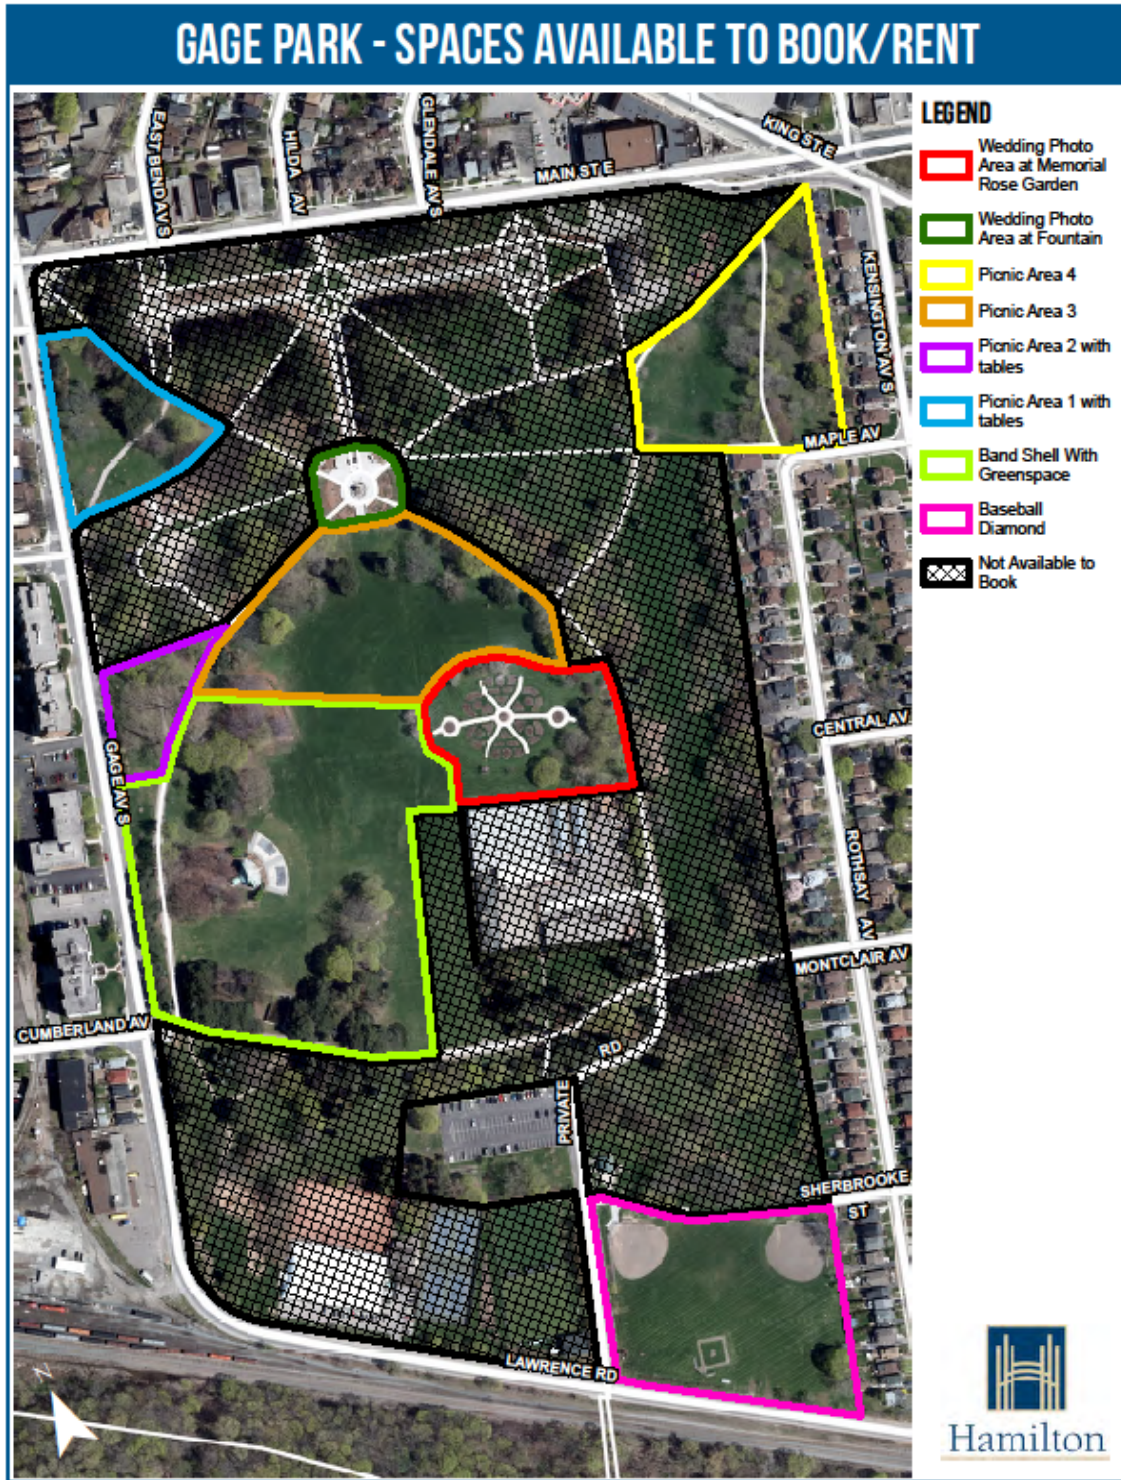 GAGE PARK - SPACES AVAILABLE TO BOOK/RENT
LEGEND
Wedding Photo
Area at Memorial
Rose Garden
Wedding Photo
Area at Fountain
Picnic Area 4
Picnic Area 3
Picnic Area 2 with
tables
Picnic Area 1 with
tables
Band Shell With
Greenspace
Baseball
Diamond
Not Available to
Book
EAST BEND AV S
HILDA AV
GLENDALE AV S
MAIN ST E
KING ST E
KENSINGTON AV S
MAPLE AV
GAGE AV S
CENTRAL AV
ROTHSAY AV
MONTCLAIR AV
CUMBERLAND AV
PRIVATE RD
SHERBROOKE ST
LAWRENCE RD
N
Hamilton